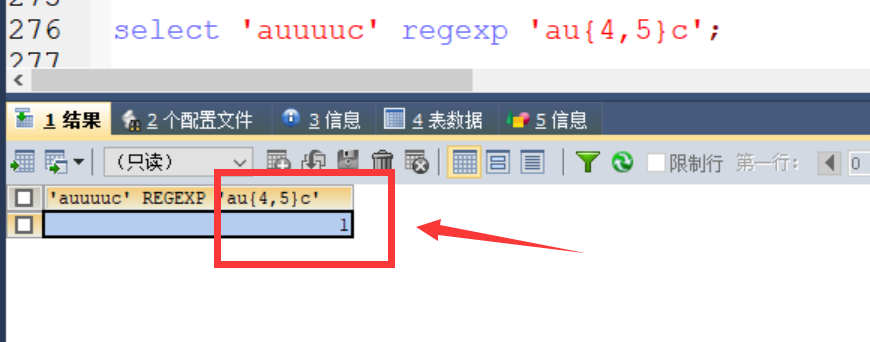 275
276 select 'auuuuc' regexp 'au{4,5}c';
277
1 结果 2 个配置文件 3 信息 4 表数据 5 信息
（只读） 限制行 第一行： 0
'auuuuc' REGEXP 'au{4,5}c'
1